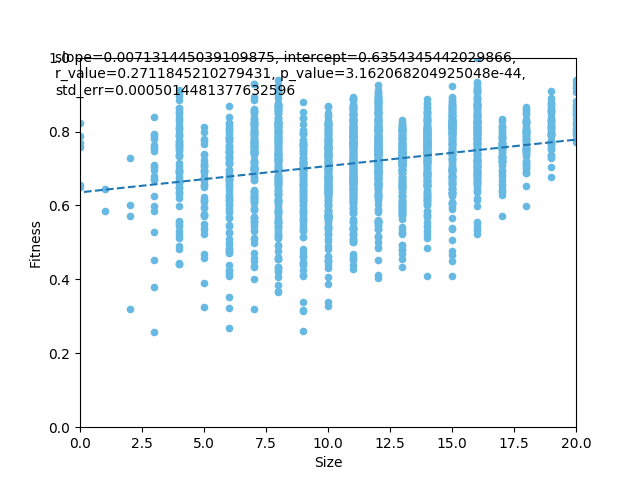 slope=0.007131445039109875, intercept=0.6354345442029866,
r_value=0.2711845210279431, p_value=3.162068204925048e-44,
std_err=0.0005014481377632596
1.0
0.8
0.6
0.4
0.2
0.0
Fitness
0.0 2.5 5.0 7.5 10.0 12.5 15.0 17.5 20.0
Size